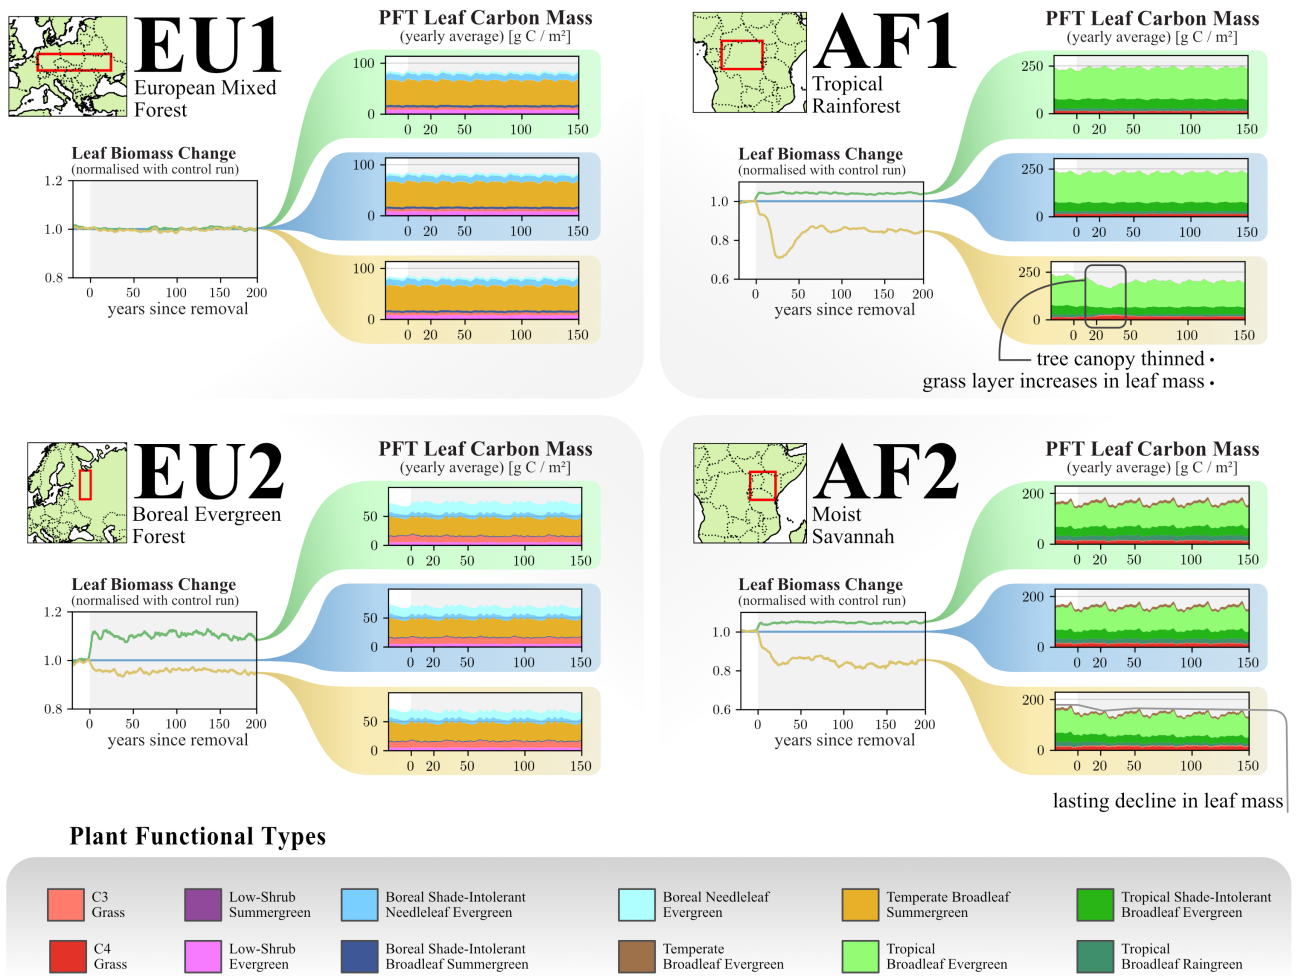 EU1
European Mixed
Forest
PFT Leaf Carbon Mass
(yearly average) [g C / m²]
100
0
0 20 50 100 150
Leaf Biomass Change
(normalised with control run)
1.2
1.0
0.8
0 50 100 150 200
years since removal
100
0
0 20 50 100 150
100
0
0 20 50 100 150
AF1
Tropical
Rainforest
PFT Leaf Carbon Mass
(yearly average) [g C / m²]
250
0
0 20 50 100 150
Leaf Biomass Change
(normalised with control run)
1.0
0.8
0.6
0 50 100 150 200
years since removal
250
0
0 20 50 100 150
250
0
0 20 50 100 150
tree canopy thinned •
grass layer increases in leaf mass •
EU2
Boreal Evergreen
Forest
PFT Leaf Carbon Mass
(yearly average) [g C / m²]
50
0
0 20 50 100 150
Leaf Biomass Change
(normalised with control run)
1.2
1.0
0.8
0 50 100 150 200
years since removal
50
0
0 20 50 100 150
50
0
0 20 50 100 150
AF2
Moist
Savannah
PFT Leaf Carbon Mass
(yearly average) [g C / m²]
200
0
0 20 50 100 150
Leaf Biomass Change
(normalised with control run)
1.0
0.8
0.6
0 50 100 150 200
years since removal
200
0
0 20 50 100 150
200
0
0 20 50 100 150
lasting decline in leaf mass
Plant Functional Types
C3
Grass
Low-Shrub
Summergreen
Boreal Shade-Intolerant
Needleleaf Evergreen
Boreal Needleleaf
Evergreen
Temperate Broadleaf
Summergreen
Tropical Shade-Intolerant
Broadleaf Evergreen
C4
Grass
Low-Shrub
Evergreen
Boreal Shade-Intolerant
Broadleaf Summergreen
Temperate
Broadleaf Evergreen
Tropical
Broadleaf Evergreen
Tropical
Broadleaf Raingreen